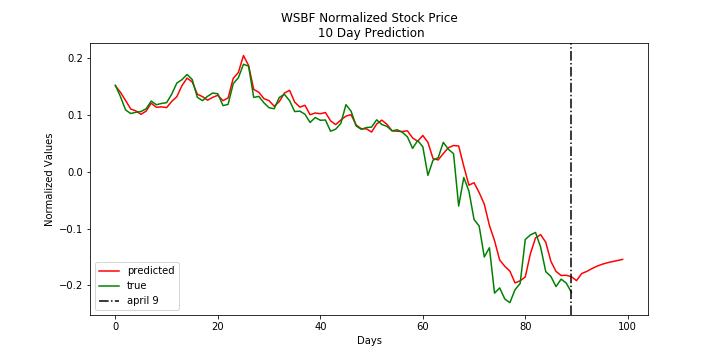 WSBF Normalized Stock Price
10 Day Prediction
Normalized Values
0.2
0.1
0.0
−0.1
−0.2
predicted
true
april 9
0 20 40 60 80 100
Days